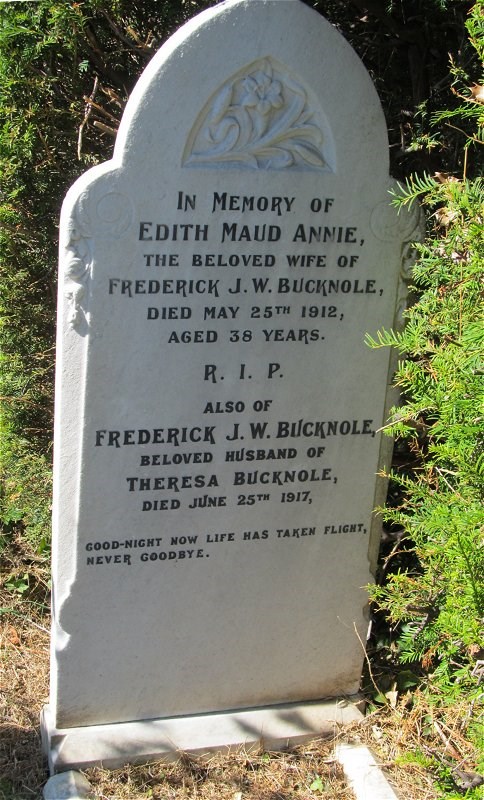 In Memory of
Edith Maud Annie,
the beloved wife of
Frederick J. W. Bucknole,
died May 25th 1912,
aged 38 years.
R. I. P.
also of
Frederick J. W. Bucknole,
beloved husband of
Theresa Bucknole,
died June 25th 1917,
Good-night now life has taken flight,
never goodbye.